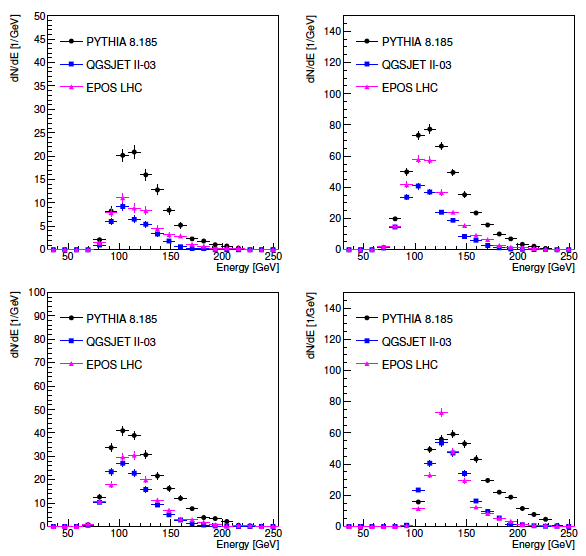 dN/dE [1/GeV]
50
45
40
35
30
25
20
15
10
5
0
PYTHIA 8.185
QGSJET II-03
EPOS LHC
50 100 150 200 250
Energy [GeV]
dN/dE [1/GeV]
140
120
100
80
60
40
20
0
PYTHIA 8.185
QGSJET II-03
EPOS LHC
50 100 150 200 250
Energy [GeV]
dN/dE [1/GeV]
100
90
80
70
60
50
40
30
20
10
0
PYTHIA 8.185
QGSJET II-03
EPOS LHC
50 100 150 200 250
Energy [GeV]
dN/dE [1/GeV]
140
120
100
80
60
40
20
0
PYTHIA 8.185
QGSJET II-03
EPOS LHC
50 100 150 200 250
Energy [GeV]